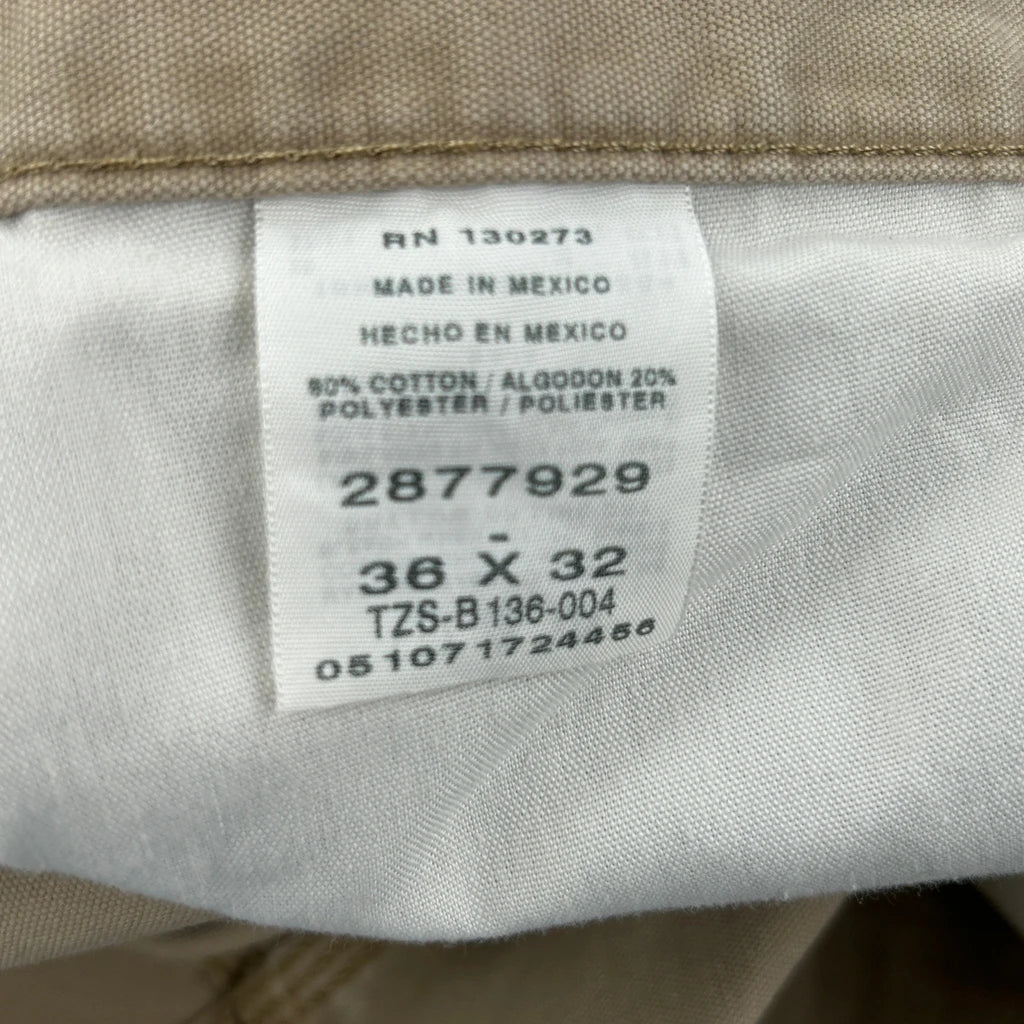 RN 130273
MADE IN MEXICO
HECHO EN MEXICO
80% COTTON / ALGODON 20%
POLYESTER / POLIESTER
2877929
-
36 X 32
TZS-B136-004
051071724456